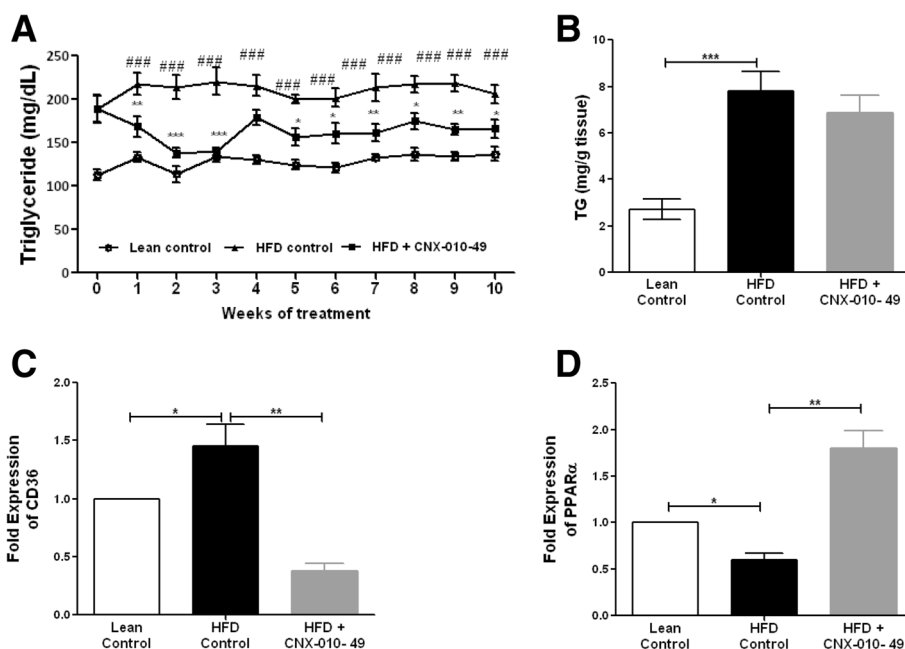 A
Triglyceride (mg/dL)
250
200
150
100
50
0
### ### ### ### ### ### ### ### ### ###
** *** *** * * ** * ** *
Lean control HFD control HFD + CNX-010-49
0 1 2 3 4 5 6 7 8 9 10
Weeks of treatment
B
TG (mg/g tissue)
10
8
6
4
2
0
***
Lean Control
HFD Control
HFD + CNX-010- 49
C
Fold Expression of CD36
2.0
1.5
1.0
0.5
0.0
* **
Lean Control
HFD Control
HFD + CNX-010- 49
D
Fold Expression of PPARα
2.5
2.0
1.5
1.0
0.5
0.0
* **
Lean Control
HFD Control
HFD + CNX-010- 49